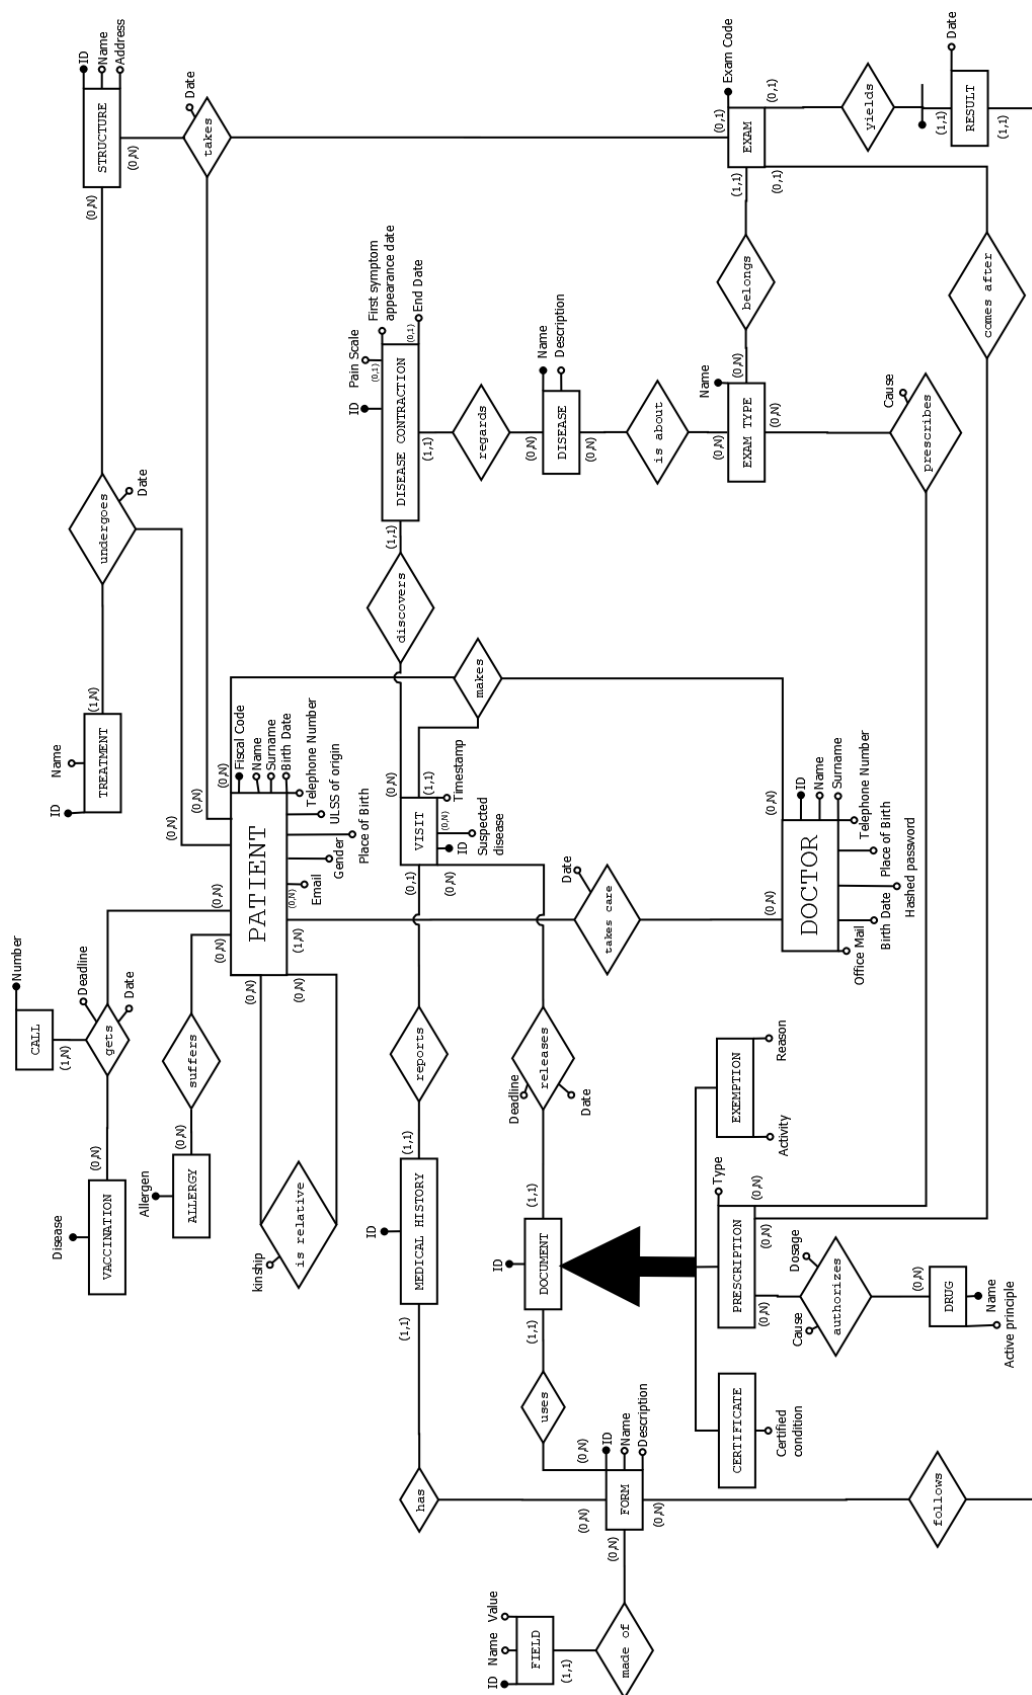 Number
CALL
(1,N)
gets
Deadline
Date
(0,N)
Disease
VACCINATION
(0,N)
Allergen
ALLERGY
(0,N)
suffers
(0,N)
kinship
is relative
(0,N)
(0,N)
ID
Name
TREATMENT
(1,N)
undergoes
Date
(0,N)
(0,N)
STRUCTURE
ID
Name
Address
(0,N)
takes
Date
(0,N)
PATIENT
Fiscal Code
Name
Surname
Birth Date
Telephone Number
ULSS of origin
Place of Birth
Gender
Email
(0,N)
(1,N)
(0,N)
makes
(1,1)
(0,N)
ID
MEDICAL HISTORY
(1,1)
(1,1)
reports
(0,1)
VISIT
Timestamp
(0,N)
Suspected
disease
ID
(0,N)
(0,N)
discovers
(1,1)
DISEASE CONTRACTION
ID
Pain Scale
(0,1)
First symptom
appearance date
(0,1)
End Date
(1,1)
regards
(0,N)
DISEASE
Name
Description
(0,N)
is about
(0,N)
EXAM TYPE
Name
(0,N)
(0,N)
belongs
(1,1)
EXAM
Exam Code
(0,1)
(0,1)
(0,1)
yields
(1,1)
RESULT
Date
(1,1)
comes after
prescribes
Cause
takes care
Date
(0,N)
DOCTOR
ID
Name
Surname
Telephone Number
Place of Birth
Hashed password
Birth Date
Office Mail
releases
Deadline
Date
(1,1)
ID
DOCUMENT
(1,1)
uses
(0,N)
has
(0,N)
FORM
ID
Name
Description
(0,N)
(0,N)
made of
(1,1)
FIELD
ID
Name
Value
follows
CERTIFICATE
Certified
condition
PRESCRIPTION
Type
(0,N)
(0,N)
(0,N)
authorizes
Cause
Dosage
(0,N)
DRUG
Name
Active principle
EXEMPTION
Activity
Reason